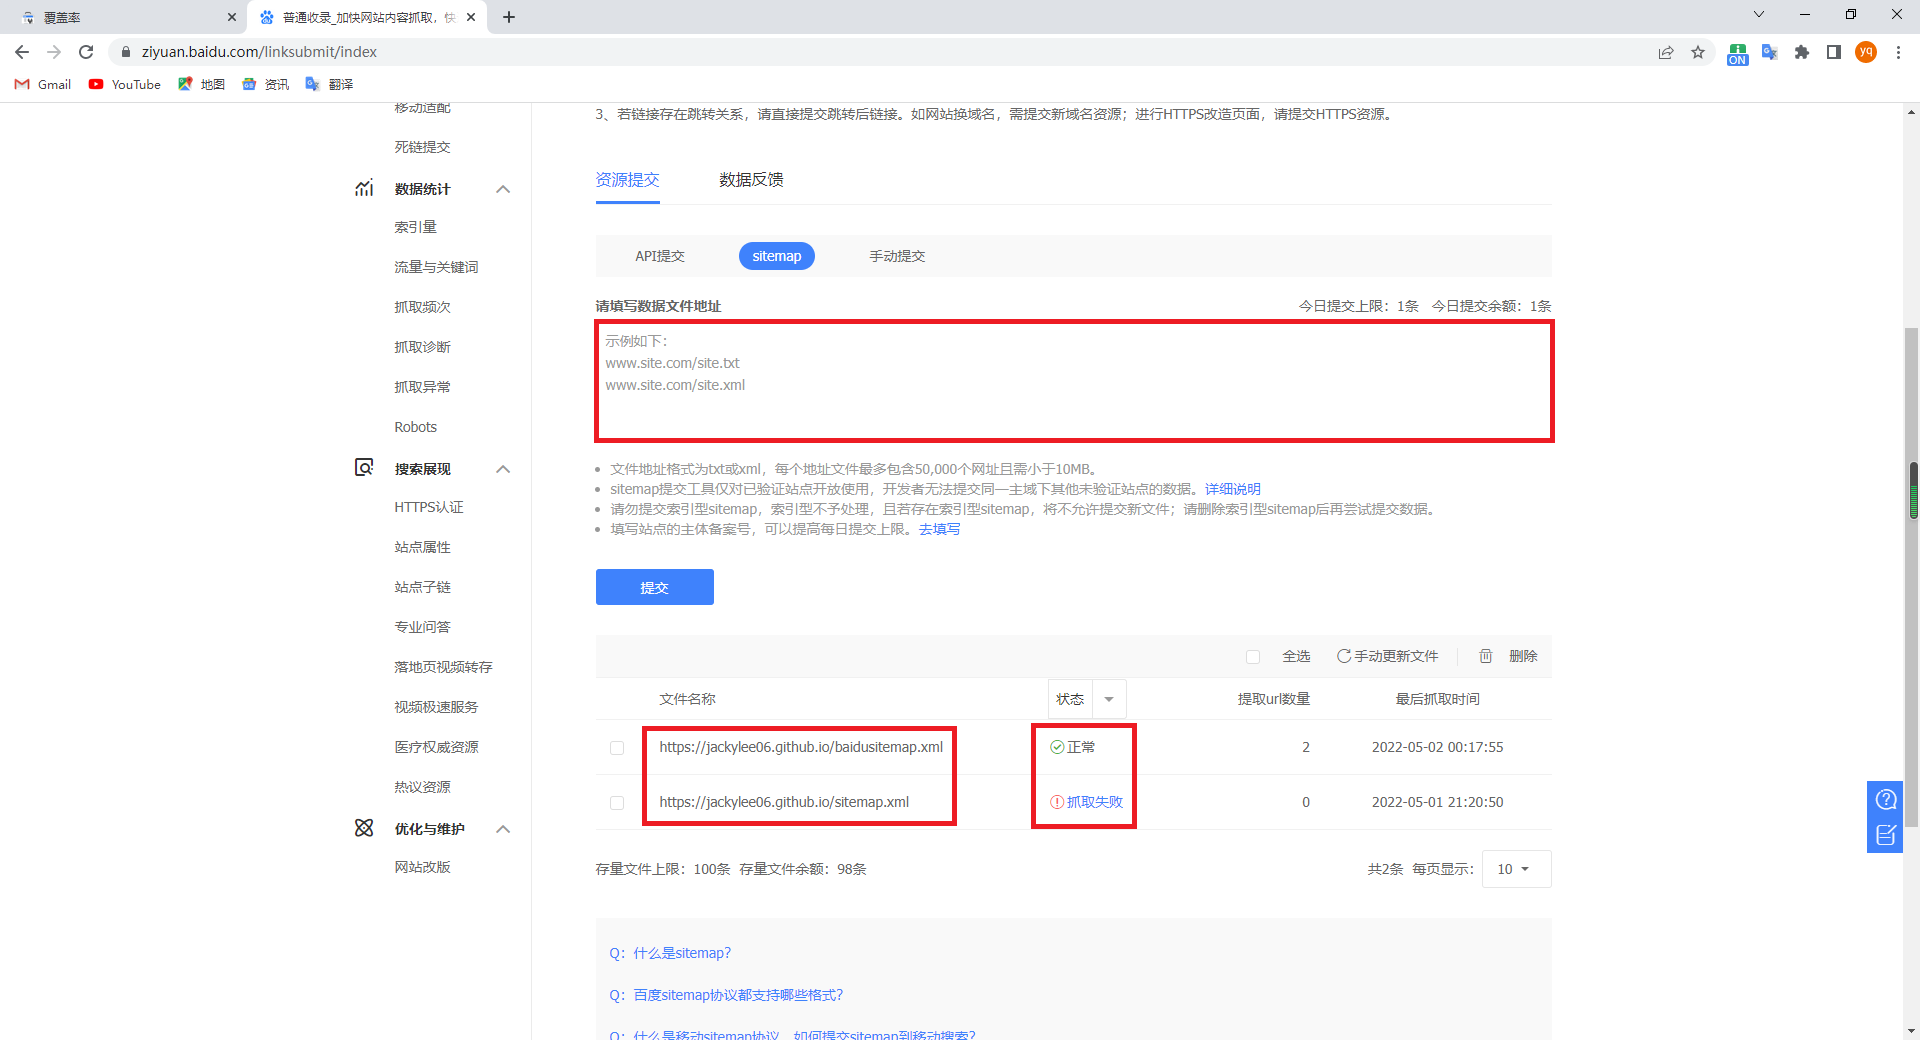 覆盖率
普通收录_加快网站内容抓取，快
ziyuan.baidu.com/linksubmit/index
ON
yq
Gmail
YouTube
地图
资讯
翻译
移动适配
死链提交
数据统计
索引量
流量与关键词
抓取频次
抓取诊断
抓取异常
Robots
搜索展现
HTTPS认证
站点属性
站点子链
专业问答
落地页视频转存
视频极速服务
医疗权威资源
热议资源
优化与维护
网站改版
3、若链接存在跳转关系，请直接提交跳转后链接。如网站换域名，需提交新域名资源；进行HTTPS改造页面，请提交HTTPS资源。
资源提交 数据反馈
API提交 sitemap 手动提交
请填写数据文件地址 今日提交上限：1条 今日提交余额：1条
示例如下：
www.site.com/site.txt
www.site.com/site.xml
文件地址格式为txt或xml，每个地址文件最多包含50,000个网址且需小于10MB。
sitemap提交工具仅对已验证站点开放使用，开发者无法提交同一主域下其他未验证站点的数据。详细说明
请勿提交索引型sitemap，索引型不予处理，且若存在索引型sitemap，将不允许提交新文件；请删除索引型sitemap后再尝试提交数据。
填写站点的主体备案号，可以提高每日提交上限。去填写
提交
全选 手动更新文件 删除
文件名称 状态 提取url数量 最后抓取时间
https://jackylee06.github.io/baidusitemap.xml 正常 2 2022-05-02 00:17:55
https://jackylee06.github.io/sitemap.xml 抓取失败 0 2022-05-01 21:20:50
存量文件上限：100条 存量文件余额：98条 共2条 每页显示： 10
Q：什么是sitemap？
Q：百度sitemap协议都支持哪些格式？
Q：什么是移动sitemap协议，如何提交sitemap到移动搜索？